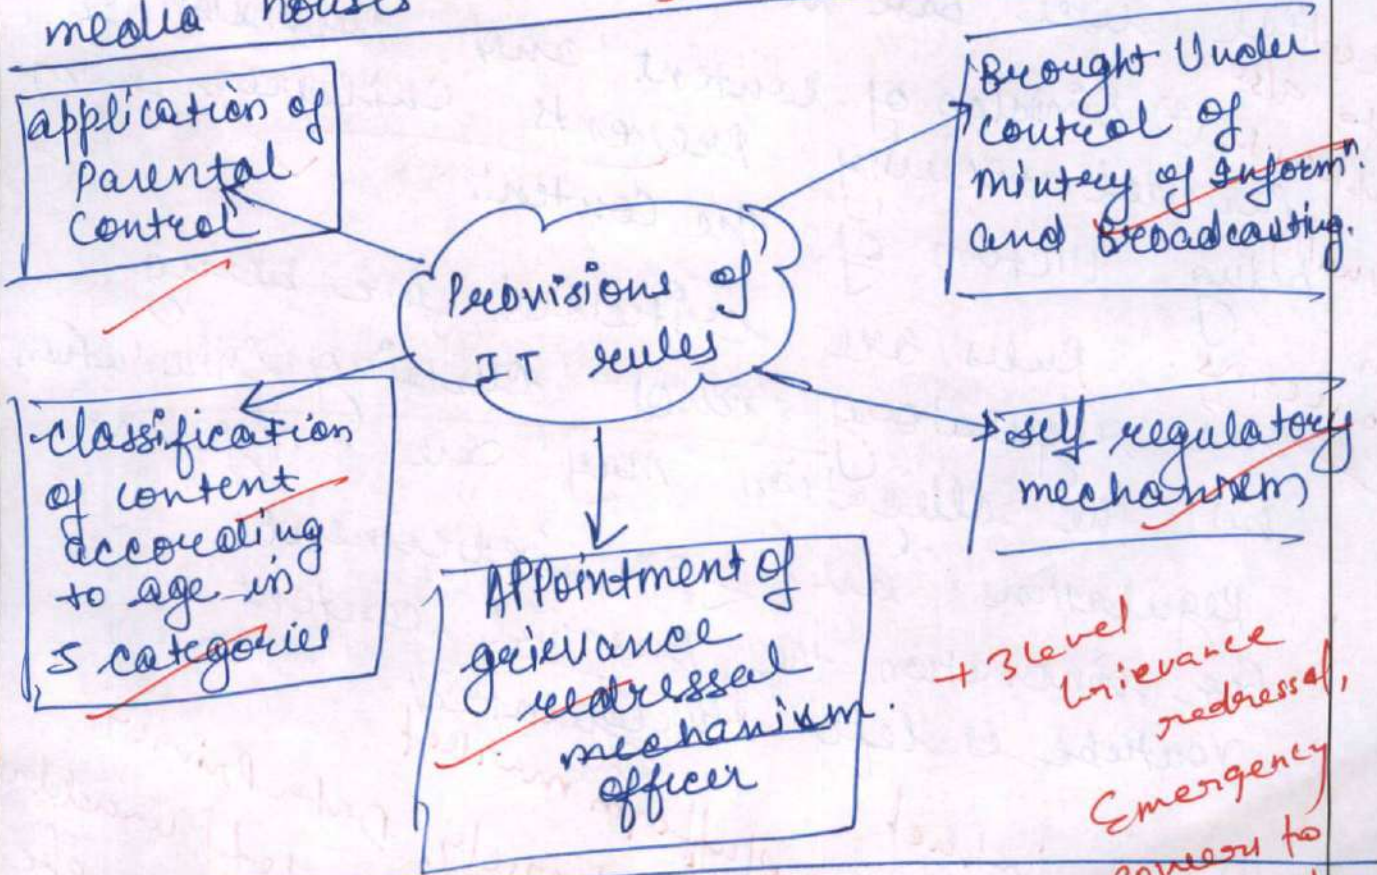 media houses
application of
Parental
Control
Brought Under
control of
mintry of Informⁿ.
and Broadcasting.
Provisions of
IT rules
Classification
of content
according
to age in
5 categories
Appointment of
grievance
redressal
mechanism.
officer
self regulatory
mechanism
+ 3 level
Grievance
redressal,
Emergency
powers to